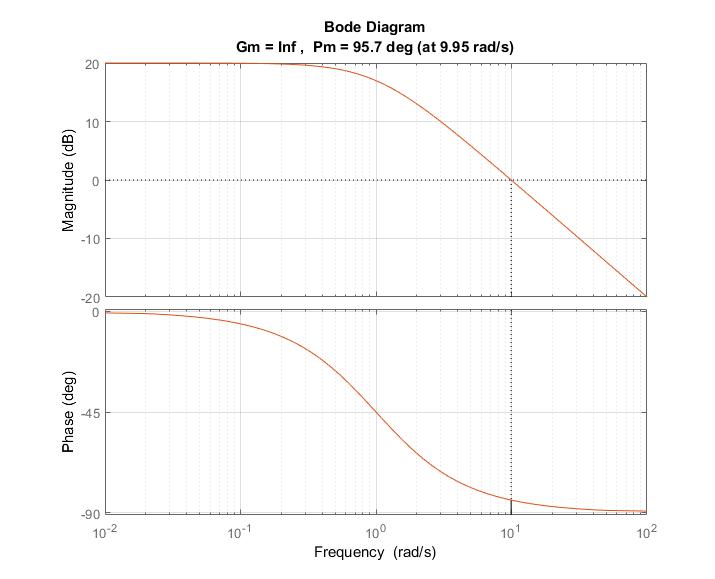 Bode Diagram
Gm = Inf ,  Pm = 95.7 deg (at 9.95 rad/s)
Magnitude (dB)
20
10
0
-10
-20
Phase (deg)
0
-45
-90
10^-2 10^-1 10^0 10^1 10^2
Frequency  (rad/s)